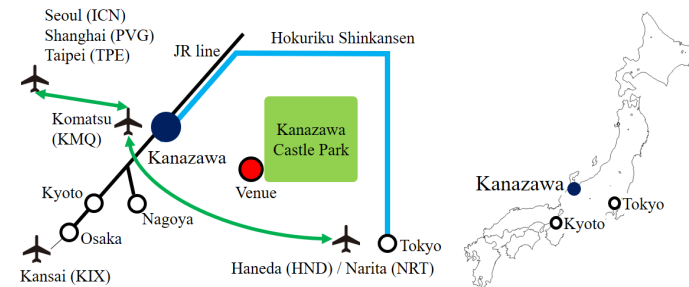 Seoul (ICN)
Shanghai (PVG)
Taipei (TPE)
JR line
Hokuriku Shinkansen
Komatsu
(KMQ)
Kanazawa
Kanazawa
Castle Park
Venue
Kyoto
Nagoya
Osaka
Tokyo
Kansai (KIX)
Haneda (HND) / Narita (NRT)
Kanazawa
Tokyo
Kyoto